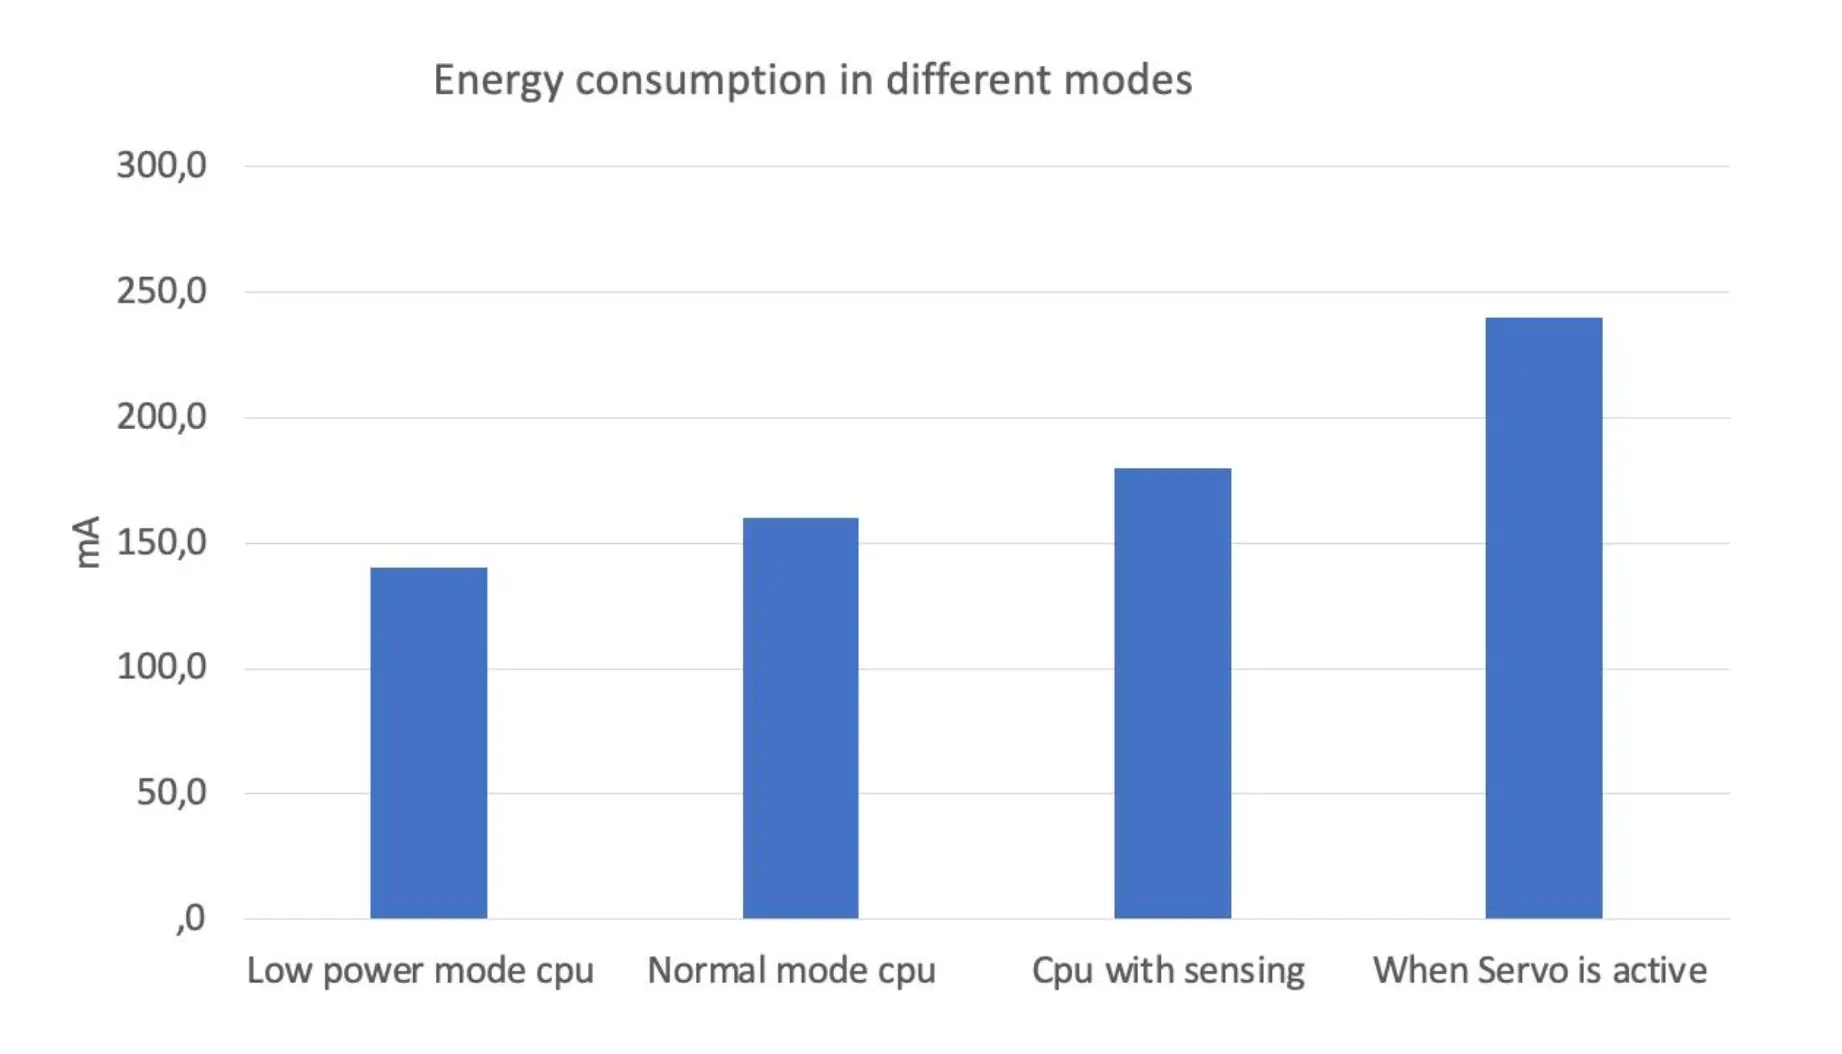 Energy consumption in different modes
300,0
250,0
200,0
mA
150,0
100,0
50,0
,0
Low power mode cpu
Normal mode cpu
Cpu with sensing
When Servo is active